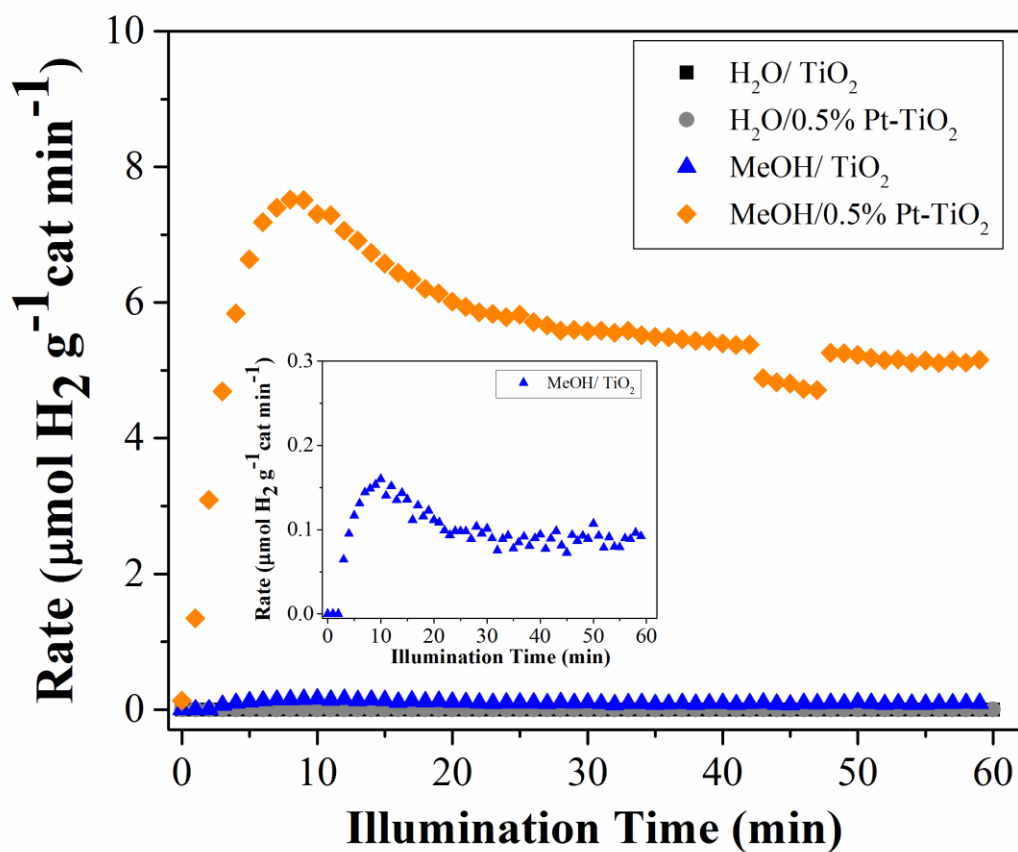 10
8
6
4
2
0
Rate (μmol H₂ g⁻¹cat min⁻¹)
H₂O/ TiO₂
H₂O/0.5% Pt-TiO₂
MeOH/ TiO₂
MeOH/0.5% Pt-TiO₂
0.3
0.2
0.1
0.0
Rate (μmol H₂ g⁻¹cat min⁻¹)
MeOH/ TiO₂
0 10 20 30 40 50 60
Illumination Time (min)
0 10 20 30 40 50 60
Illumination Time (min)